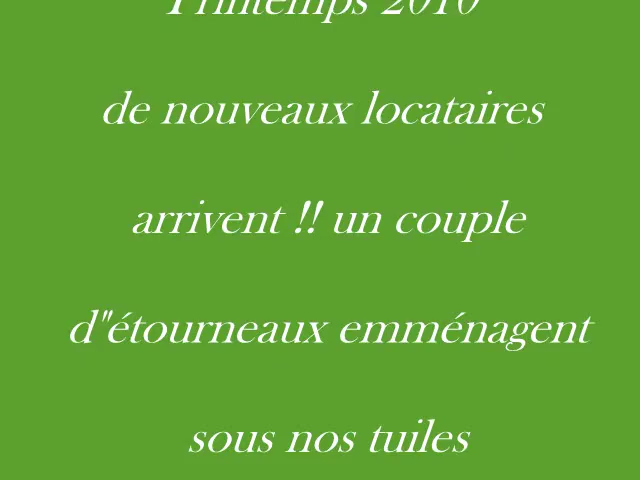 Printemps 2010
de nouveaux locataires
arrivent !! un couple
d"étourneaux emménagent
sous nos tuiles